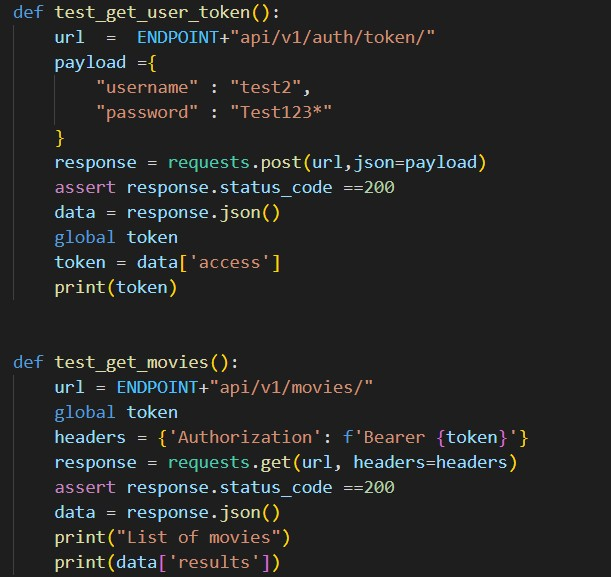 def test_get_user_token():
    url  =  ENDPOINT+"api/v1/auth/token/"
    payload ={
        "username" : "test2",
        "password" : "Test123*"
    }
    response = requests.post(url,json=payload)
    assert response.status_code ==200
    data = response.json()
    global token
    token = data['access']
    print(token)
def test_get_movies():
    url = ENDPOINT+"api/v1/movies/"
    global token
    headers = {'Authorization': f'Bearer {token}'}
    response = requests.get(url, headers=headers)
    assert response.status_code ==200
    data = response.json()
    print("List of movies")
    print(data['results'])